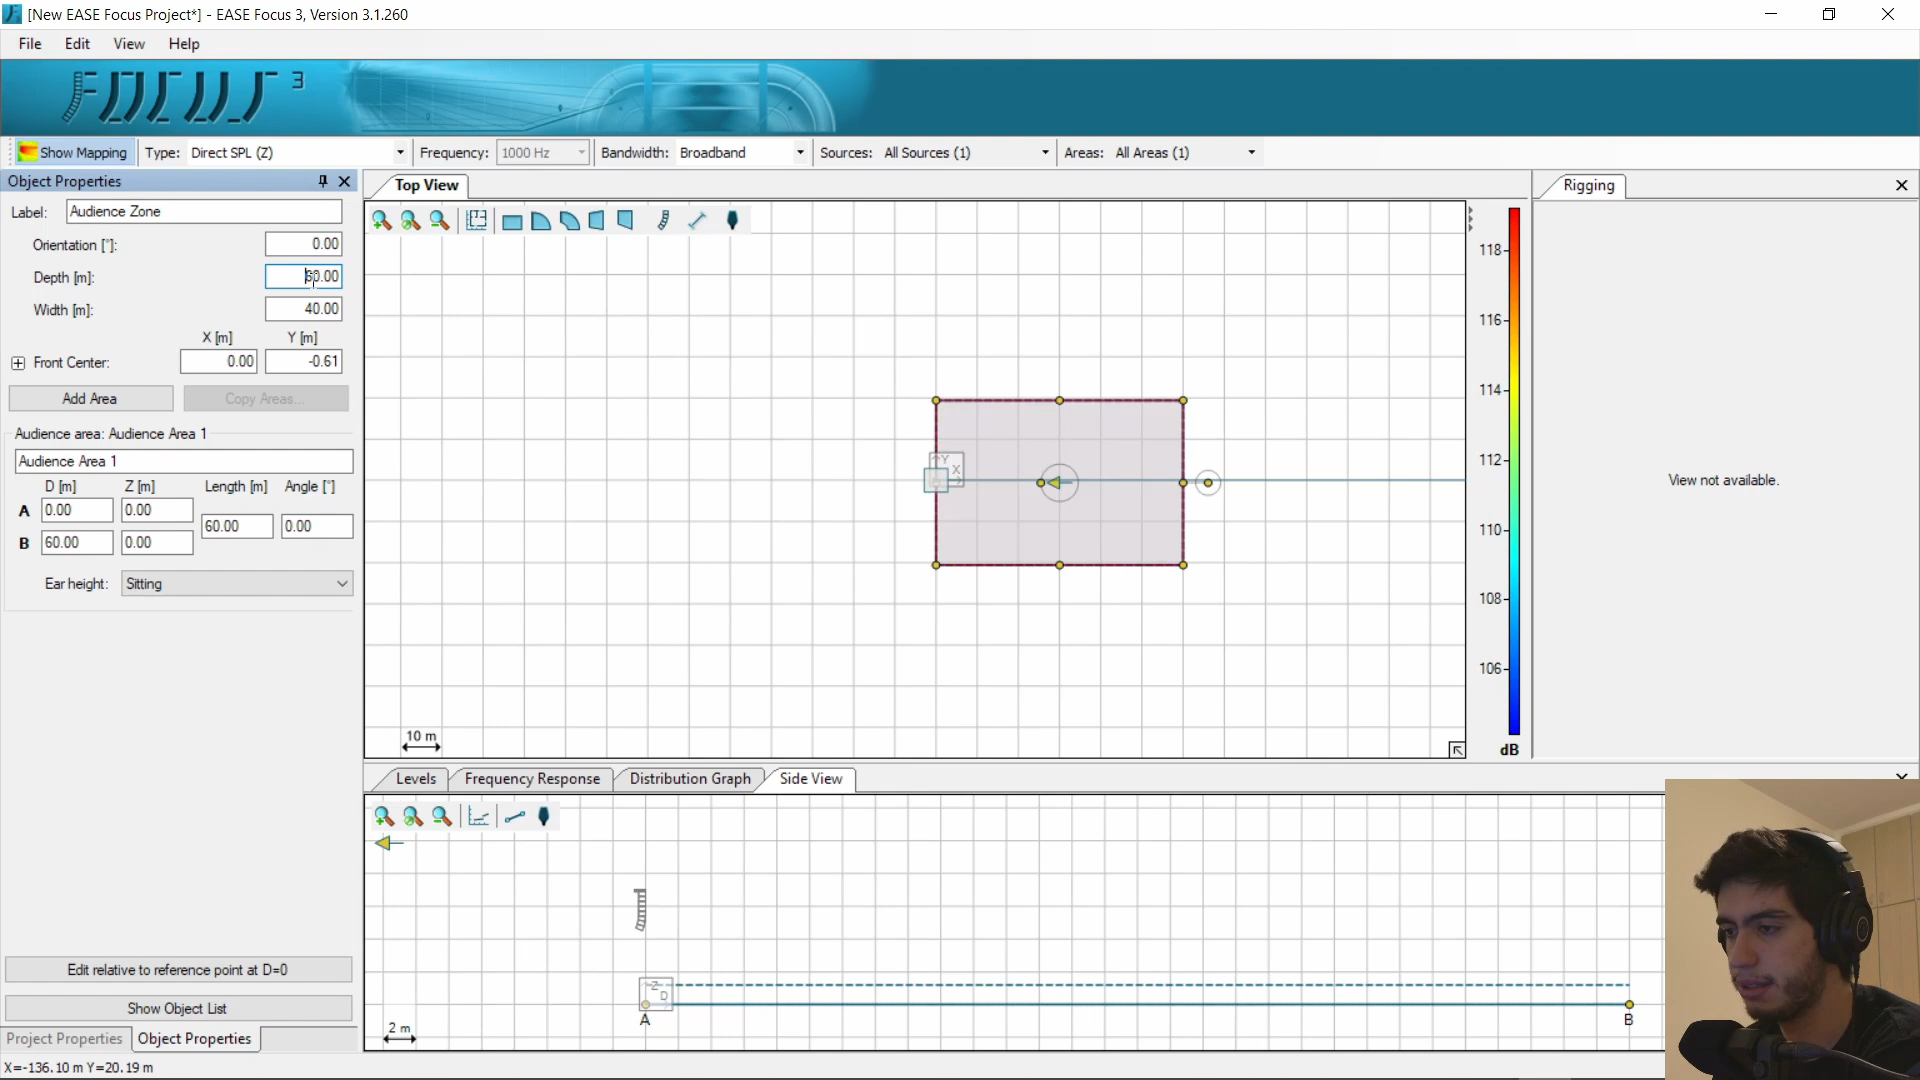 [New EASE Focus Project*] - EASE Focus 3, Version 3.1.260
File Edit View Help
FOCUS 3
Show Mapping Type: Direct SPL (Z) Frequency: 1000 Hz Bandwidth: Broadband Sources: All Sources (1) Areas: All Areas (1)
Object Properties
Label: Audience Zone
Orientation [°]: 0.00
Depth [m]: 60.00
Width [m]: 40.00
X [m] Y [m]
Front Center: 0.00 -0.61
Add Area Copy Areas...
Audience area: Audience Area 1
Audience Area 1
D [m] Z [m] Length [m] Angle [°]
A 0.00 0.00
60.00 0.00
B 60.00 0.00
Ear height: Sitting
Edit relative to reference point at D=0
Show Object List
Project Properties Object Properties
X=-136.10 m Y=20.19 m
Top View
Y
X
10 m
118
116
114
112
110
108
106
dB
Rigging
View not available.
Levels Frequency Response Distribution Graph Side View
Z
D
A
B
2 m